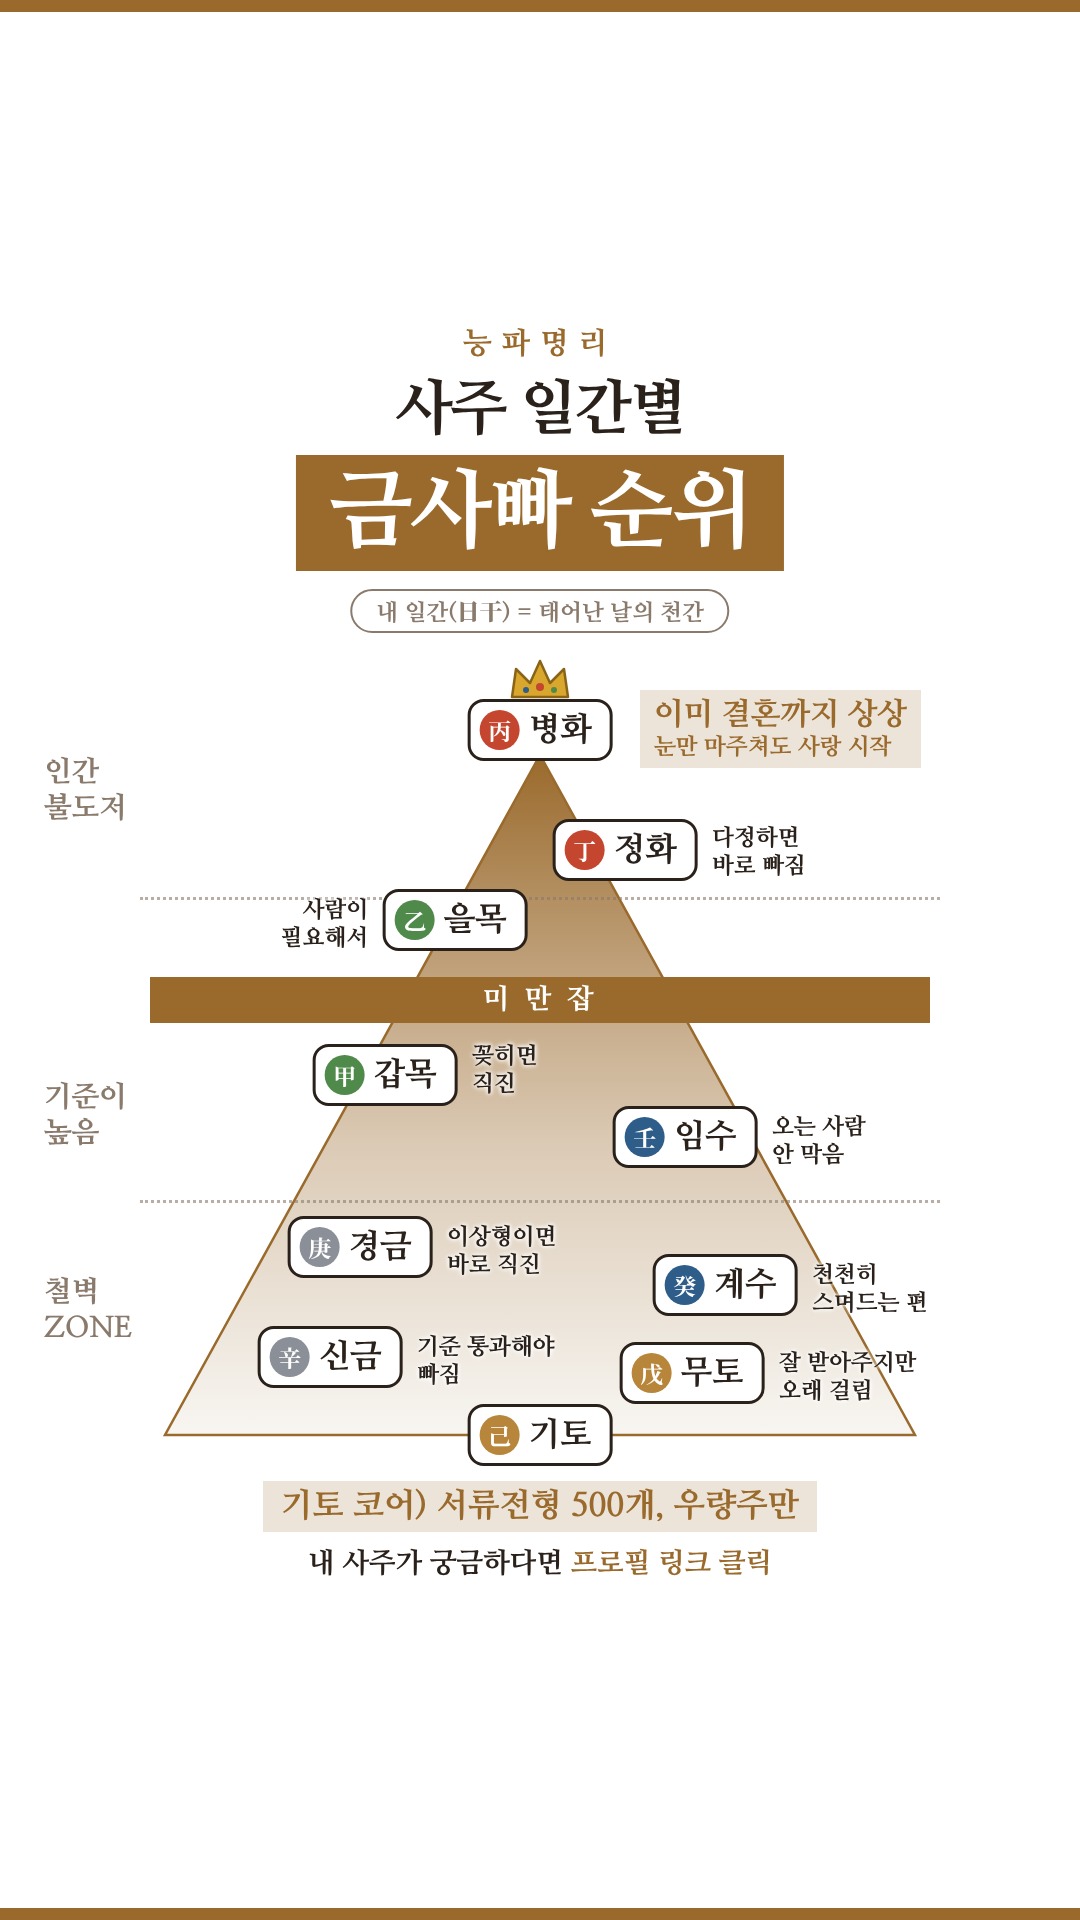 능파명리
사주 일간별
금사빠 순위
내 일간(日干) = 태어난 날의 천간
丙 병화
이미 결혼까지 상상
눈만 마주쳐도 사랑 시작
인간
불도저
丁 정화
다정하면
바로 빠짐
사람이
필요해서
乙 을목
미만잡
甲 갑목
꽂히면
직진
기준이
높음
壬 임수
오는 사람
안 막음
庚 경금
이상형이면
바로 직진
癸 계수
천천히
스며드는 편
철벽
ZONE
辛 신금
기준 통과해야
빠짐
戊 무토
잘 받아주지만
오래 걸림
己 기토
기토 코어) 서류전형 500개, 우량주만
내 사주가 궁금하다면 프로필 링크 클릭